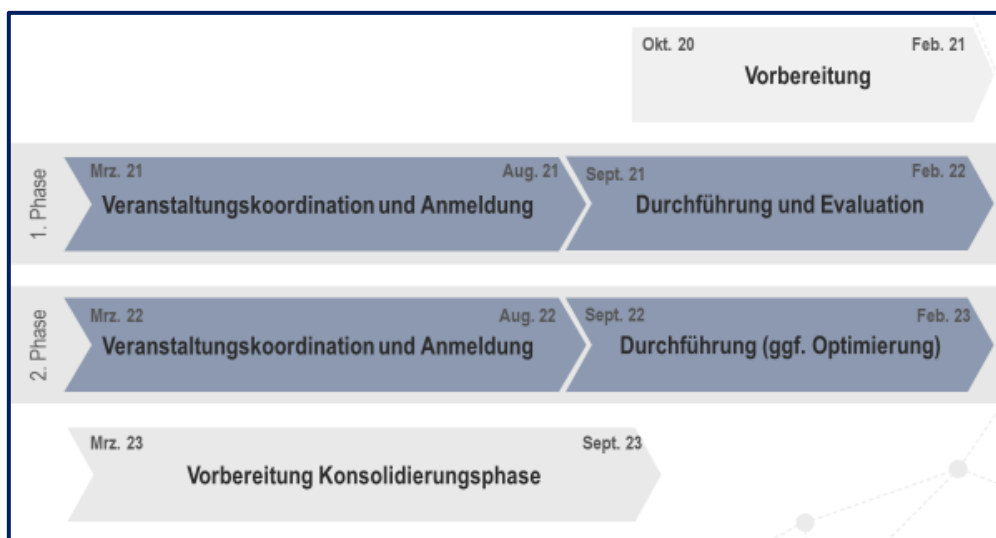 Okt. 20 Feb. 21
Vorbereitung
1. Phase
Mrz. 21 Aug. 21
Veranstaltungskoordination und Anmeldung
Sept. 21 Feb. 22
Durchführung und Evaluation
2. Phase
Mrz. 22 Aug. 22
Veranstaltungskoordination und Anmeldung
Sept. 22 Feb. 23
Durchführung (ggf. Optimierung)
Mrz. 23 Sept. 23
Vorbereitung Konsolidierungsphase